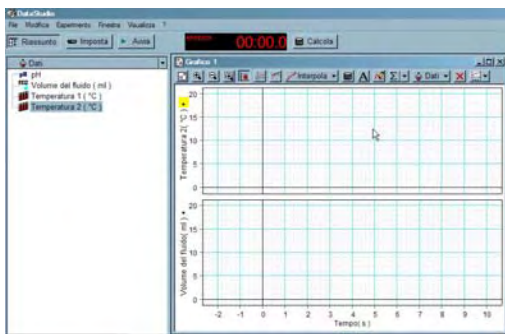 DataStudio
File Modifica Esperimento Finestra Visualizza ?
Riassunto Imposta Avvia 00:00.0 Calcola
Dati
pH
Volume del fluido ( ml )
Temperatura 1 ( °C )
Temperatura 2 ( °C )
Grafico 1
Interpola A Σ Dati
Temperatura 2( °C )
20
15
10
5
0
Volume del fluido( ml )
20
15
10
5
0
-2 -1 0 1 2 3 4 5 6 7 8 9 10
Tempo( s )